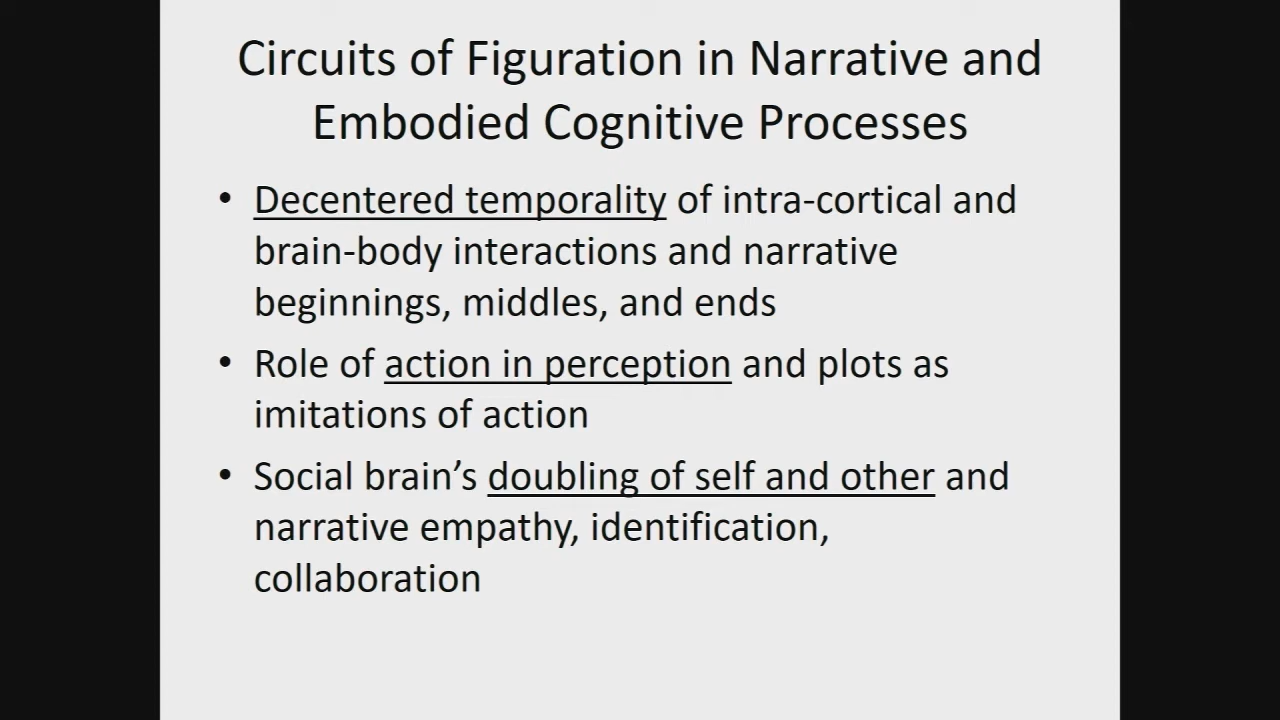 Circuits of Figuration in Narrative and
Embodied Cognitive Processes
• Decentered temporality of intra-cortical and
brain-body interactions and narrative
beginnings, middles, and ends
• Role of action in perception and plots as
imitations of action
• Social brain’s doubling of self and other and
narrative empathy, identification,
collaboration